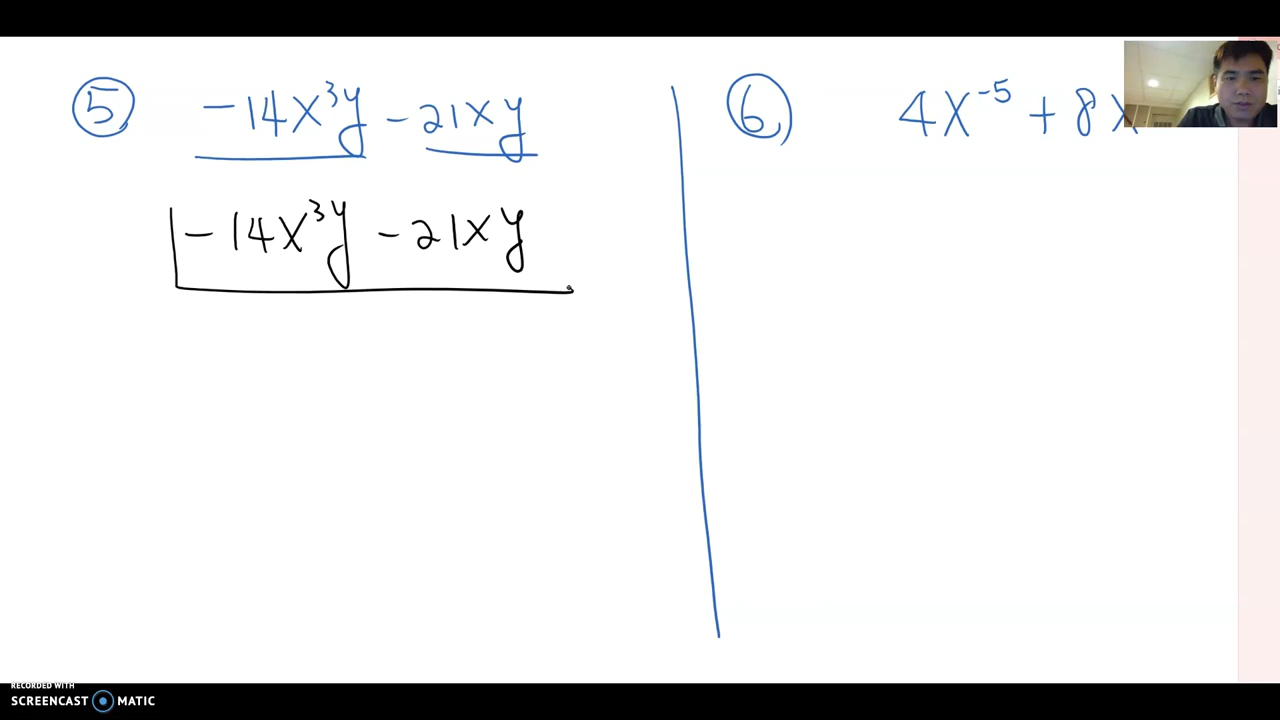 5 -14x³y - 21xy
-14x³y - 21xy
6. 4x⁻⁵ + 8x
RECORDED WITH
SCREENCAST MATIC